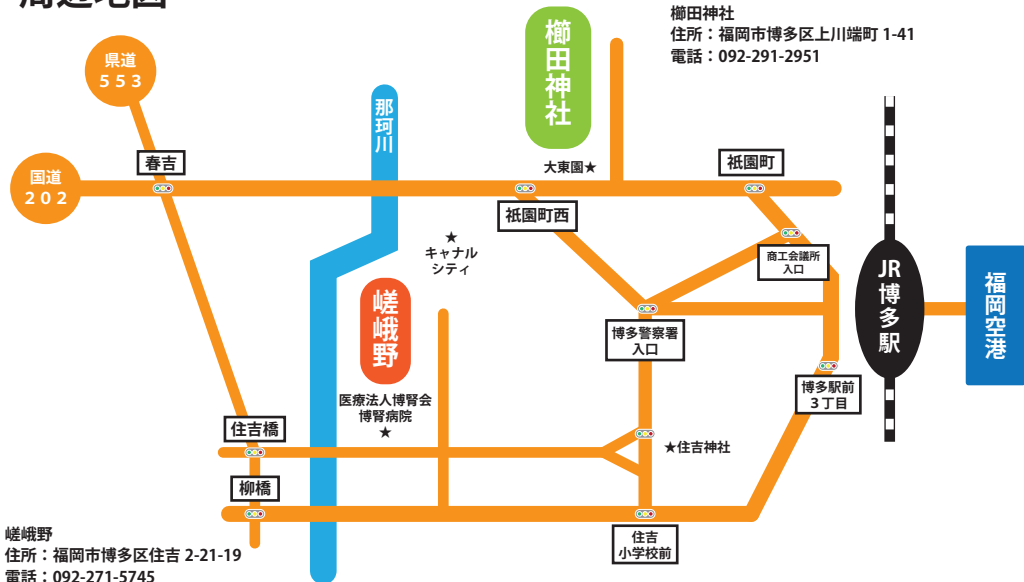 周辺地図
櫛田神社
住所：福岡市博多区上川端町 1-41
電話：092-291-2951
櫛田神社
県道
５５３
那珂川
春吉
大東園★
祇園町
国道
２０２
祇園町西
★
キャナル
シティ
商工会議所
入口
JR博多駅
福岡空港
嵯峨野
博多警察署
入口
医療法人博腎会
博腎病院
★
博多駅前
３丁目
住吉橋
★住吉神社
柳橋
住吉
小学校前
嵯峨野
住所：福岡市博多区住吉 2-21-19
電話：092-271-5745